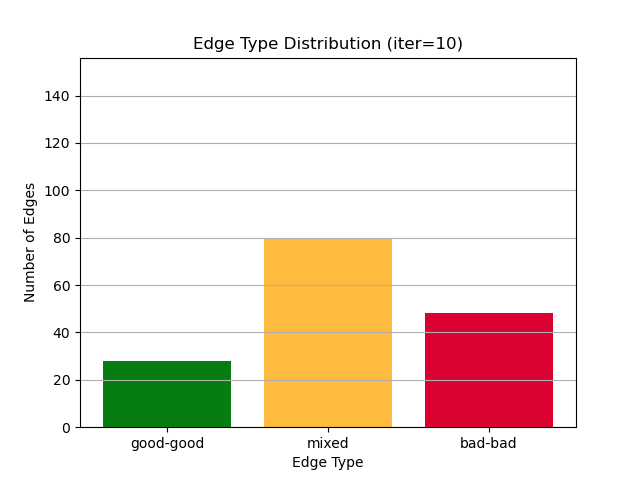 Edge Type Distribution (iter=10)
Number of Edges
140
120
100
80
60
40
20
0
good-good mixed bad-bad
Edge Type